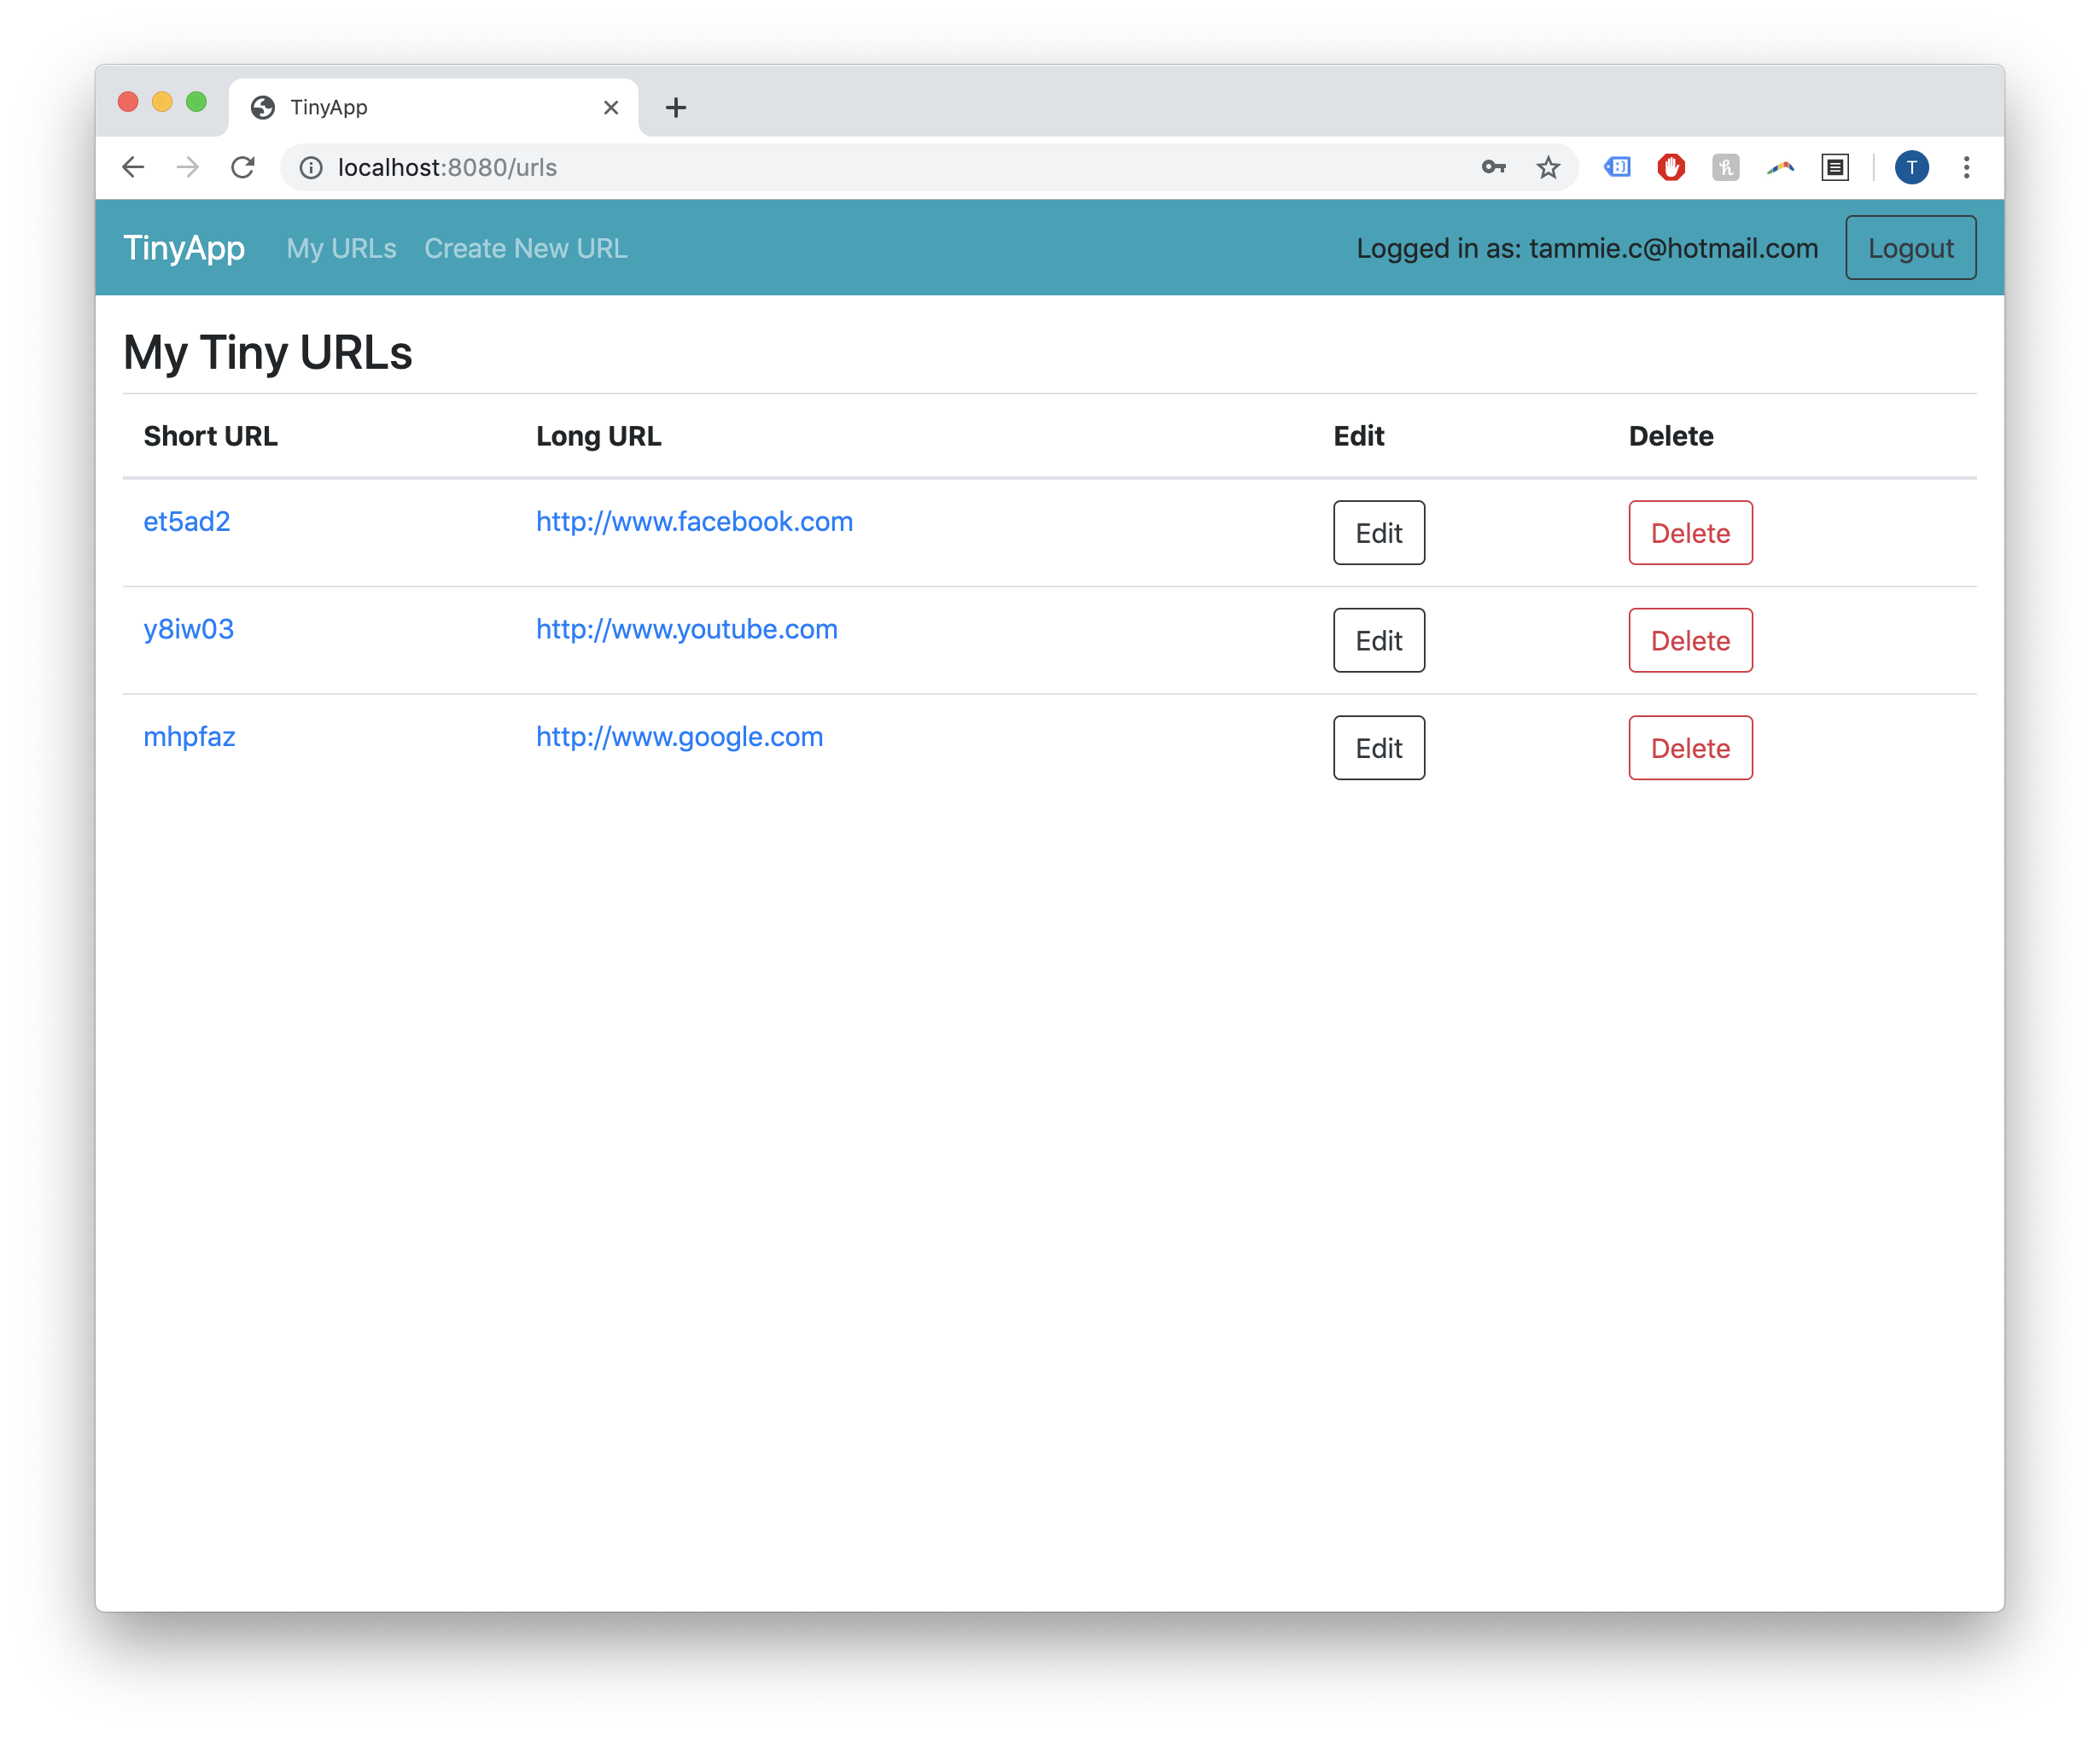 TinyApp
localhost:8080/urls
T
TinyApp My URLs Create New URL Logged in as: tammie.c@hotmail.com Logout
My Tiny URLs
Short URL Long URL Edit Delete
et5ad2 http://www.facebook.com Edit Delete
y8iw03 http://www.youtube.com Edit Delete
mhpfaz http://www.google.com Edit Delete